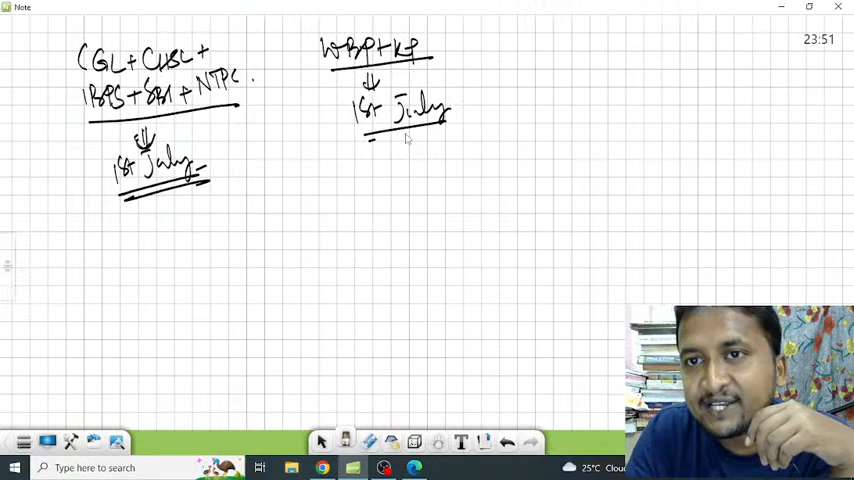 Note
23:51
CGL + CHSL +
IBPS + SBI + NTPC.
1st July
WBP + KP
1st July
Type here to search
25°C Cloud